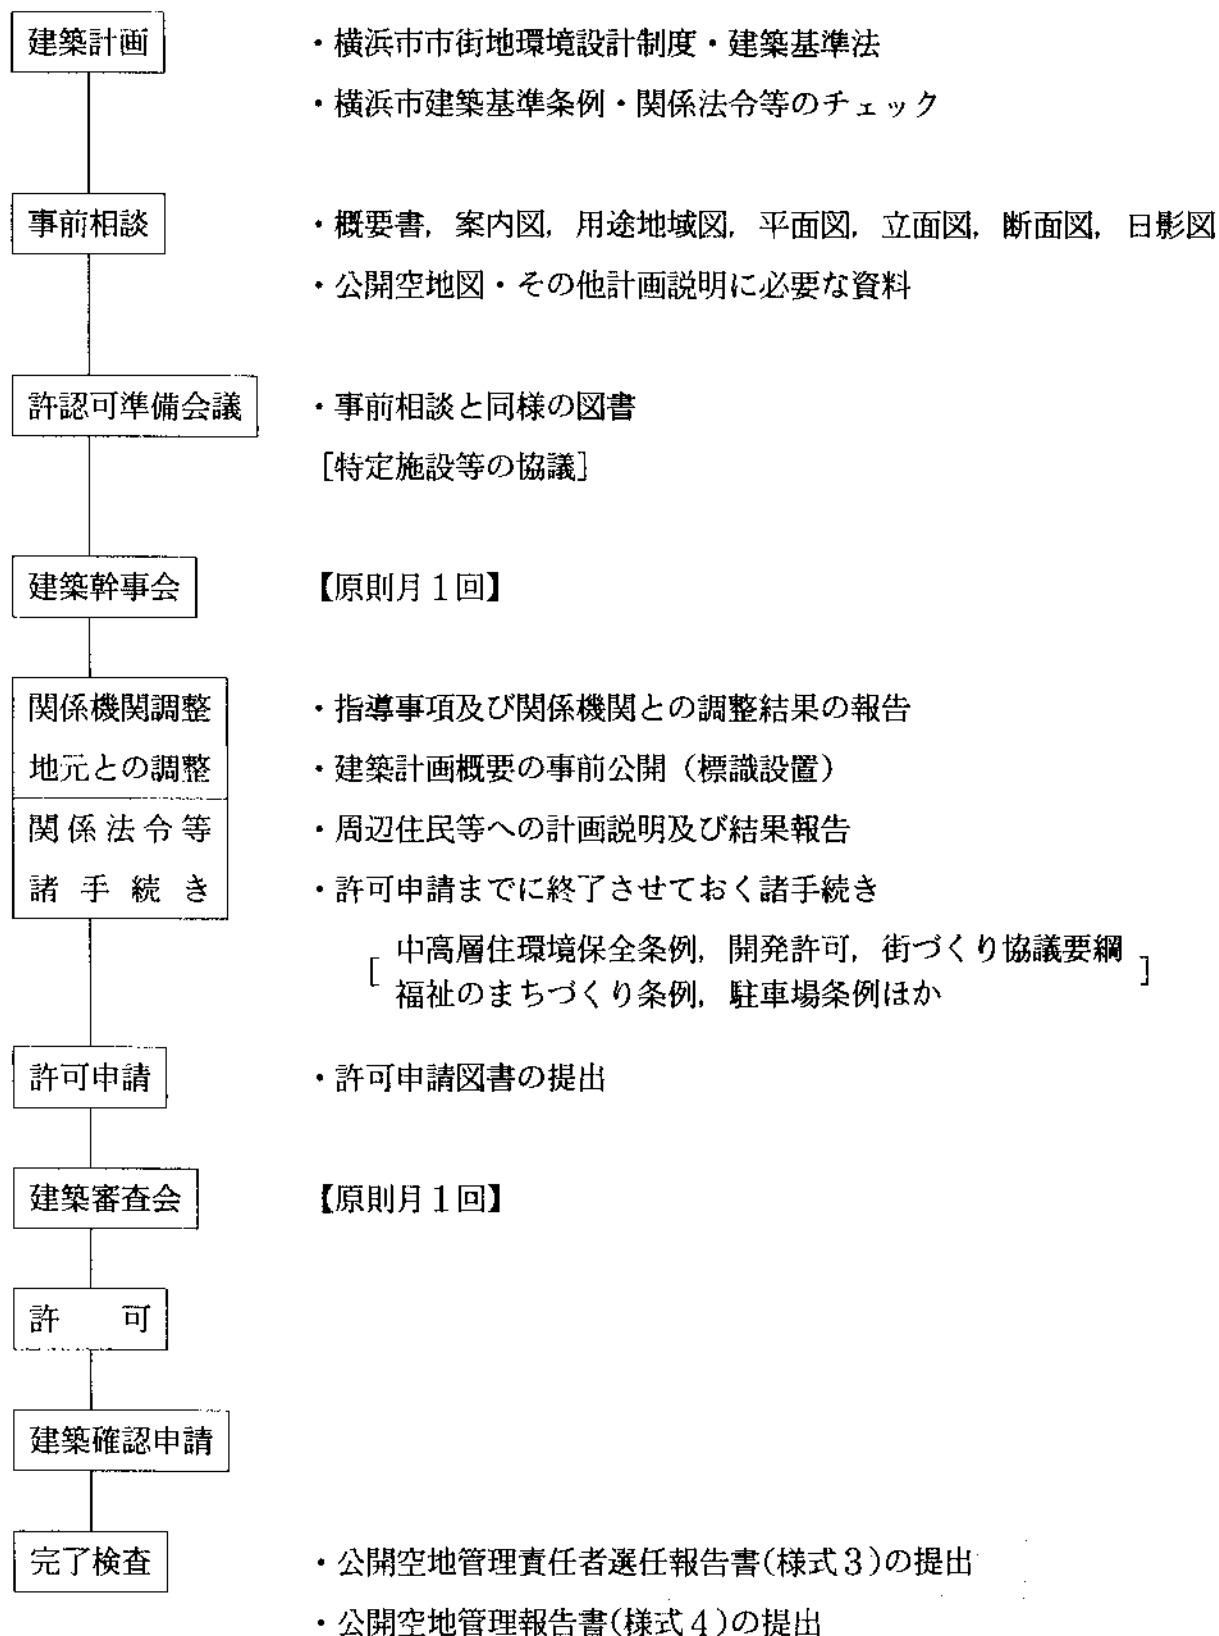 建築計画
・横浜市市街地環境設計制度・建築基準法
・横浜市建築基準条例・関係法令等のチェック
事前相談
・概要書，案内図，用途地域図，平面図，立面図，断面図，日影図
・公開空地図・その他計画説明に必要な資料
許認可準備会議
・事前相談と同様の図書
［特定施設等の協議］
建築幹事会
【原則月１回】
関係機関調整
・指導事項及び関係機関との調整結果の報告
地元との調整
・建築計画概要の事前公開（標識設置）
関係法令等
・周辺住民等への計画説明及び結果報告
諸手続き
・許可申請までに終了させておく諸手続き
［中高層住環境保全条例，開発許可，街づくり協議要綱
福祉のまちづくり条例，駐車場条例ほか］
許可申請
・許可申請図書の提出
建築審査会
【原則月１回】
許　可
建築確認申請
完了検査
・公開空地管理責任者選任報告書(様式３)の提出
・公開空地管理報告書(様式４)の提出